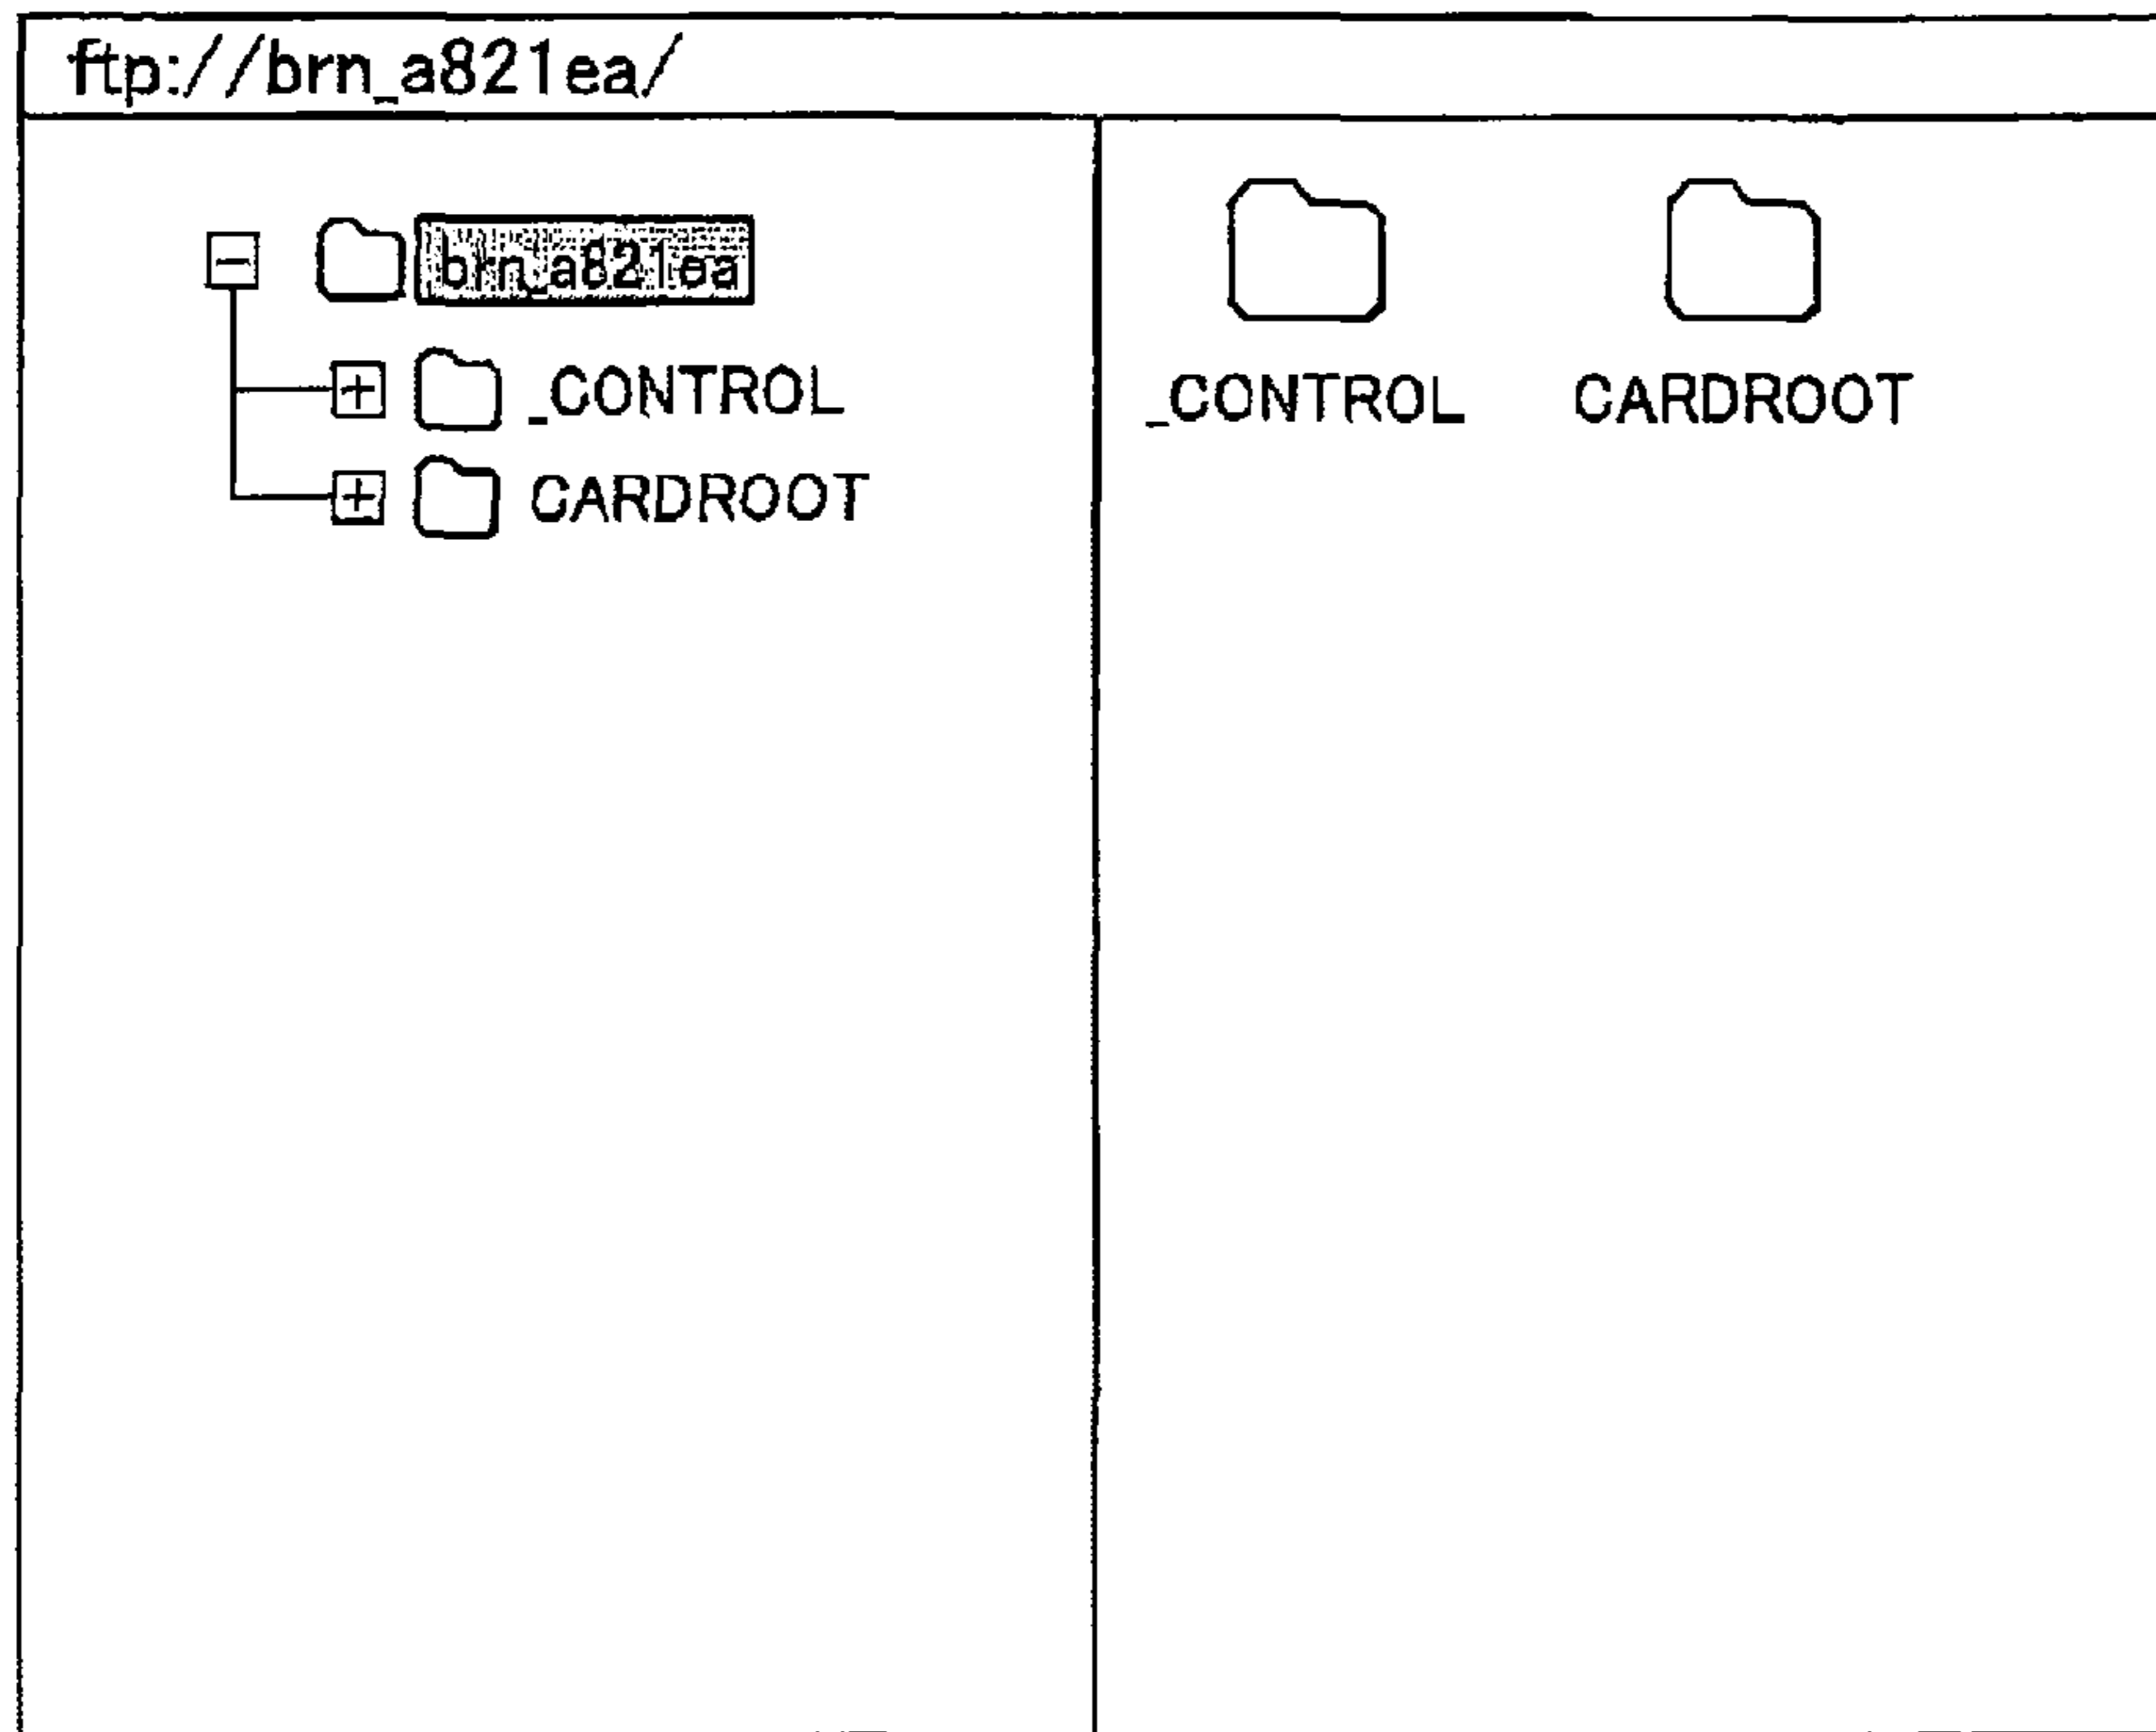 ftp://brn_a821ea/
brn_a821ea
_CONTROL
CARDROOT
_CONTROL CARDROOT